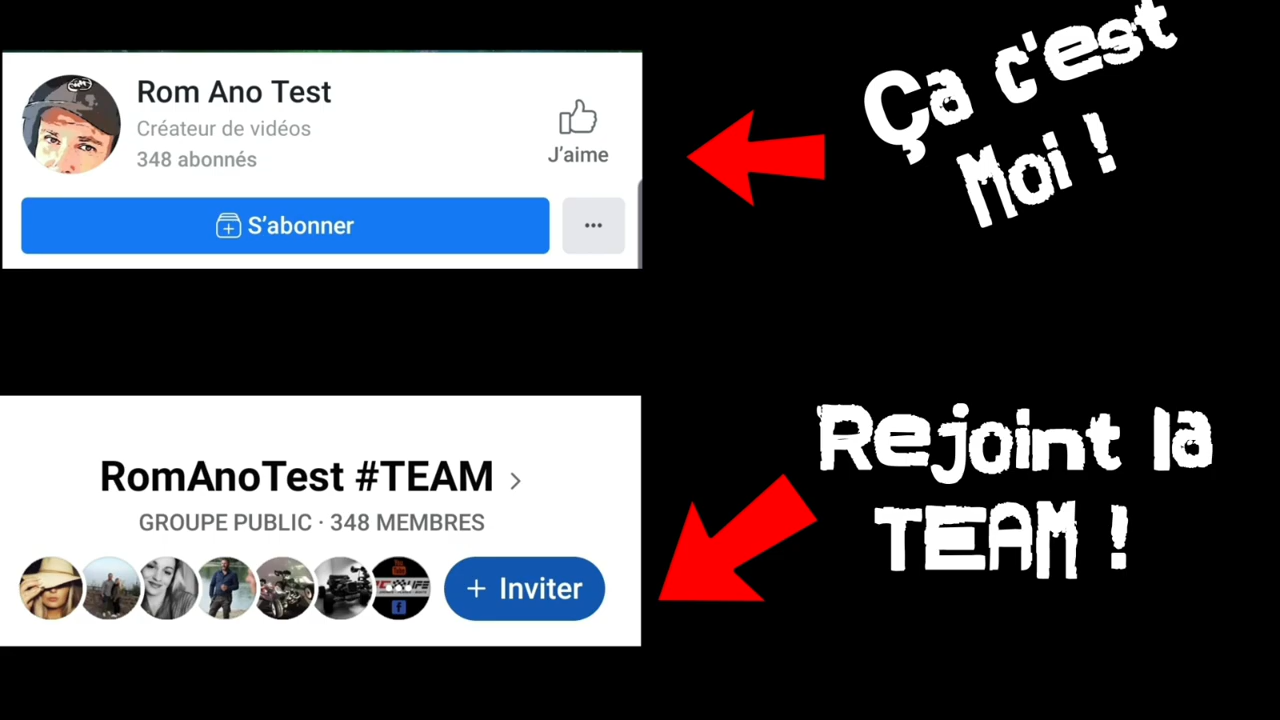 Rom Ano Test
Créateur de vidéos
348 abonnés
J'aime
S'abonner
Ça c'est
Moi !
RomAnoTest #TEAM
GROUPE PUBLIC · 348 MEMBRES
+ Inviter
Rejoint la
TEAM !